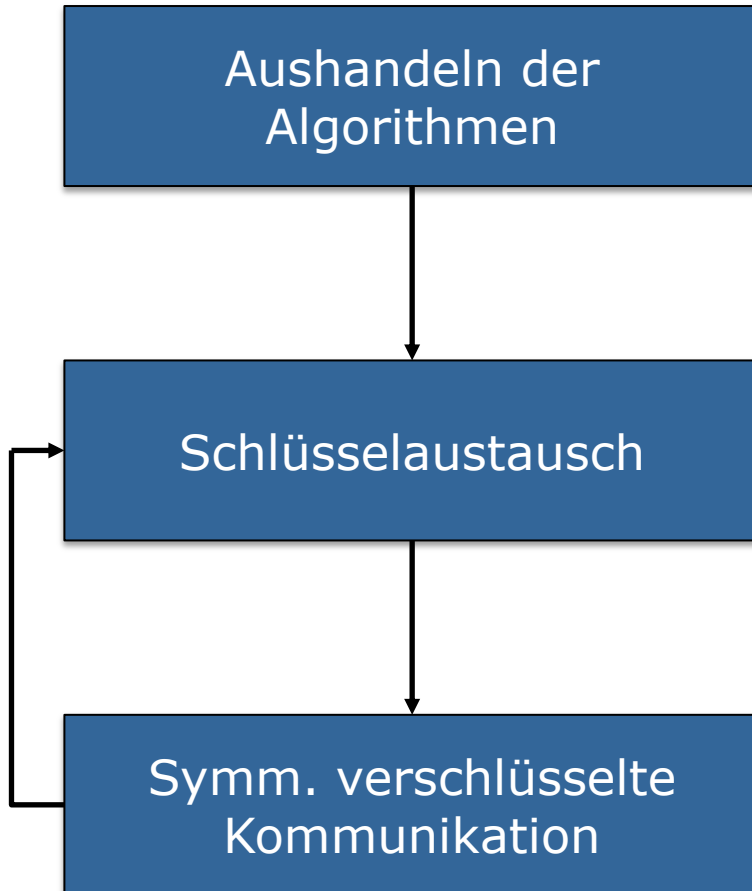 Aushandeln der
Algorithmen
Schlüsselaustausch
Symm. verschlüsselte
Kommunikation